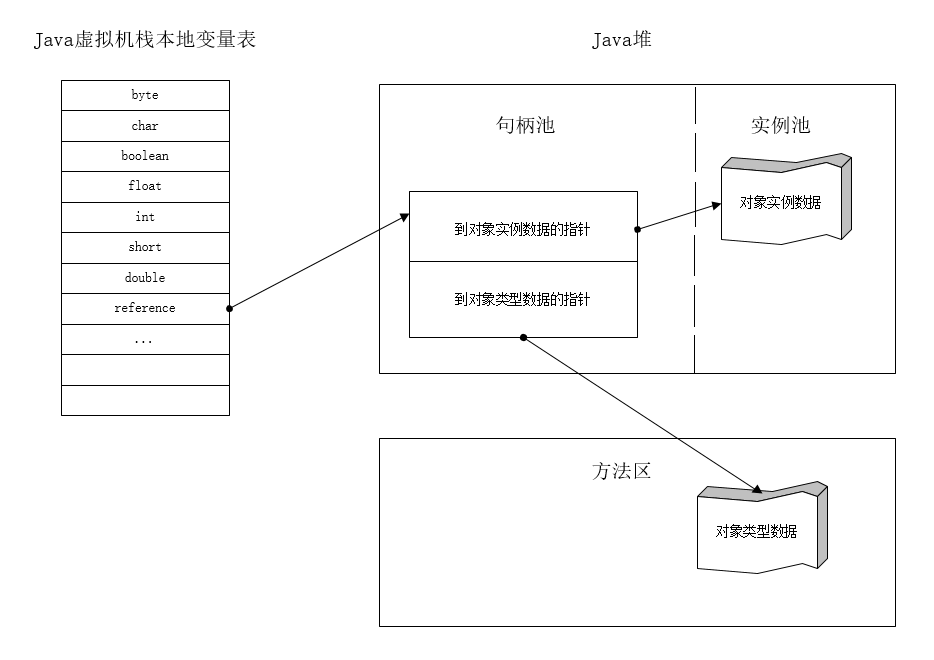 Java虚拟机栈本地变量表
byte
char
boolean
float
int
short
double
reference
...
Java堆
句柄池
到对象实例数据的指针
到对象类型数据的指针
实例池
对象实例数据
方法区
对象类型数据